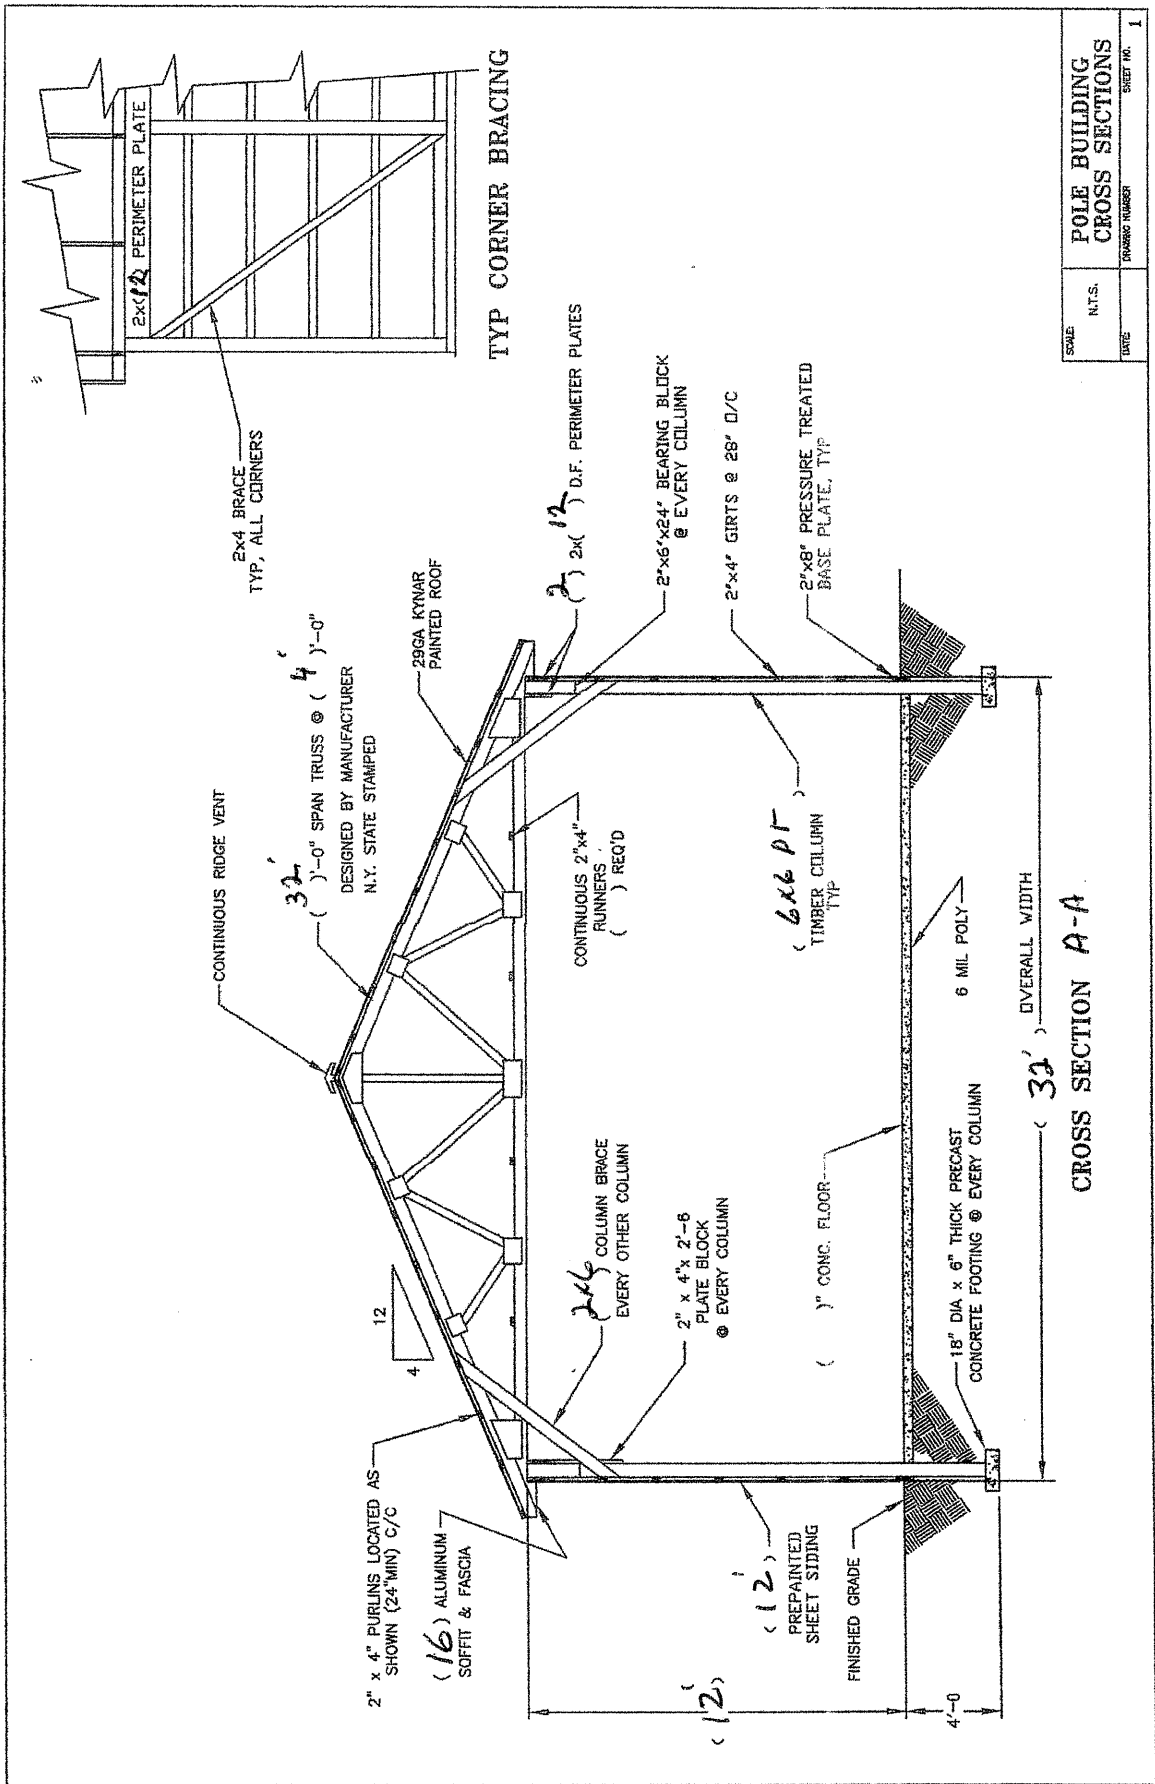 2x(12) PERIMETER PLATE
TYP CORNER BRACING
2x4 BRACE
TYP, ALL CORNERS
CONTINUOUS RIDGE VENT
( 32' )'-0" SPAN TRUSS @ ( 4' )'-0"
DESIGNED BY MANUFACTURER
N.Y. STATE STAMPED
29GA KYNAR
PAINTED ROOF
12
4
2" x 4" PURLINS LOCATED AS
SHOWN (24"MIN) C/C
(16) ALUMINUM
SOFFIT & FASCIA
(2) 2x( 12 ) D.F. PERIMETER PLATES
2"x6"x24" BEARING BLOCK
@ EVERY COLUMN
2"x4" GIRTS @ 28" O/C
2"x8" PRESSURE TREATED
BASE PLATE, TYP
CONTINUOUS 2"x4"
RUNNERS
( ) REQ'D
( 6x6 PT )
TIMBER COLUMN
TYP
(2x6) COLUMN BRACE
EVERY OTHER COLUMN
2" x 4"x 2'-6
PLATE BLOCK
@ EVERY COLUMN
( )" CONC. FLOOR
6 MIL POLY
( 12' )
( 12' )
PREPAINTED
SHEET SIDING
FINISHED GRADE
4'-0
18" DIA x 6" THICK PRECAST
CONCRETE FOOTING @ EVERY COLUMN
( 32' ) OVERALL WIDTH
CROSS SECTION A-A
SCALE:
N.T.S.
POLE BUILDING
CROSS SECTIONS
DATE:
DRAWING NUMBER
SHEET NO.
1